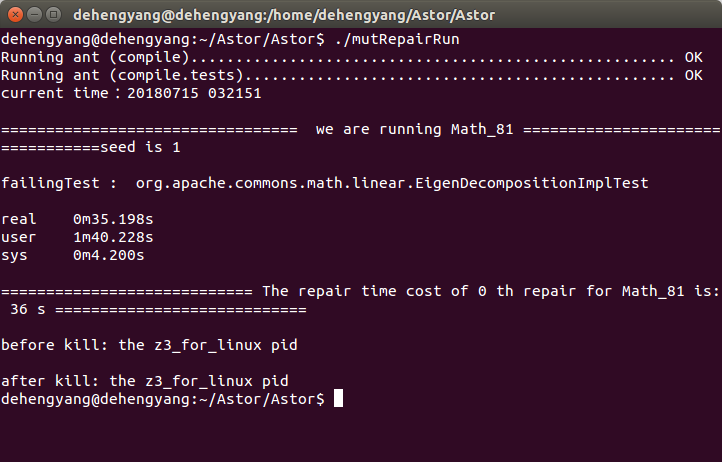 dehengyang@dehengyang:/home/dehengyang/Astor/Astor
dehengyang@dehengyang:~/Astor/Astor$ ./mutRepairRun
Running ant (compile)...................................................... OK
Running ant (compile.tests)................................................ OK
current time：20180715 032151
=================================  we are running Math_81 ======================
===========seed is 1
failingTest :  org.apache.commons.math.linear.EigenDecompositionImplTest
real    0m35.198s
user    1m40.228s
sys     0m4.200s
============================ The repair time cost of 0 th repair for Math_81 is:
 36 s ============================
before kill: the z3_for_linux pid
after kill: the z3_for_linux pid
dehengyang@dehengyang:~/Astor/Astor$